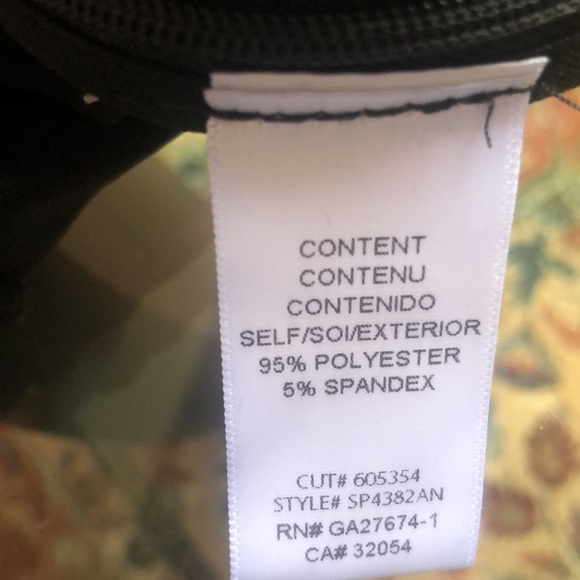 CONTENT
CONTENU
CONTENIDO
SELF/SOI/EXTERIOR
95% POLYESTER
5% SPANDEX
CUT# 605354
STYLE# SP4382AN
RN# GA27674-1
CA# 32054